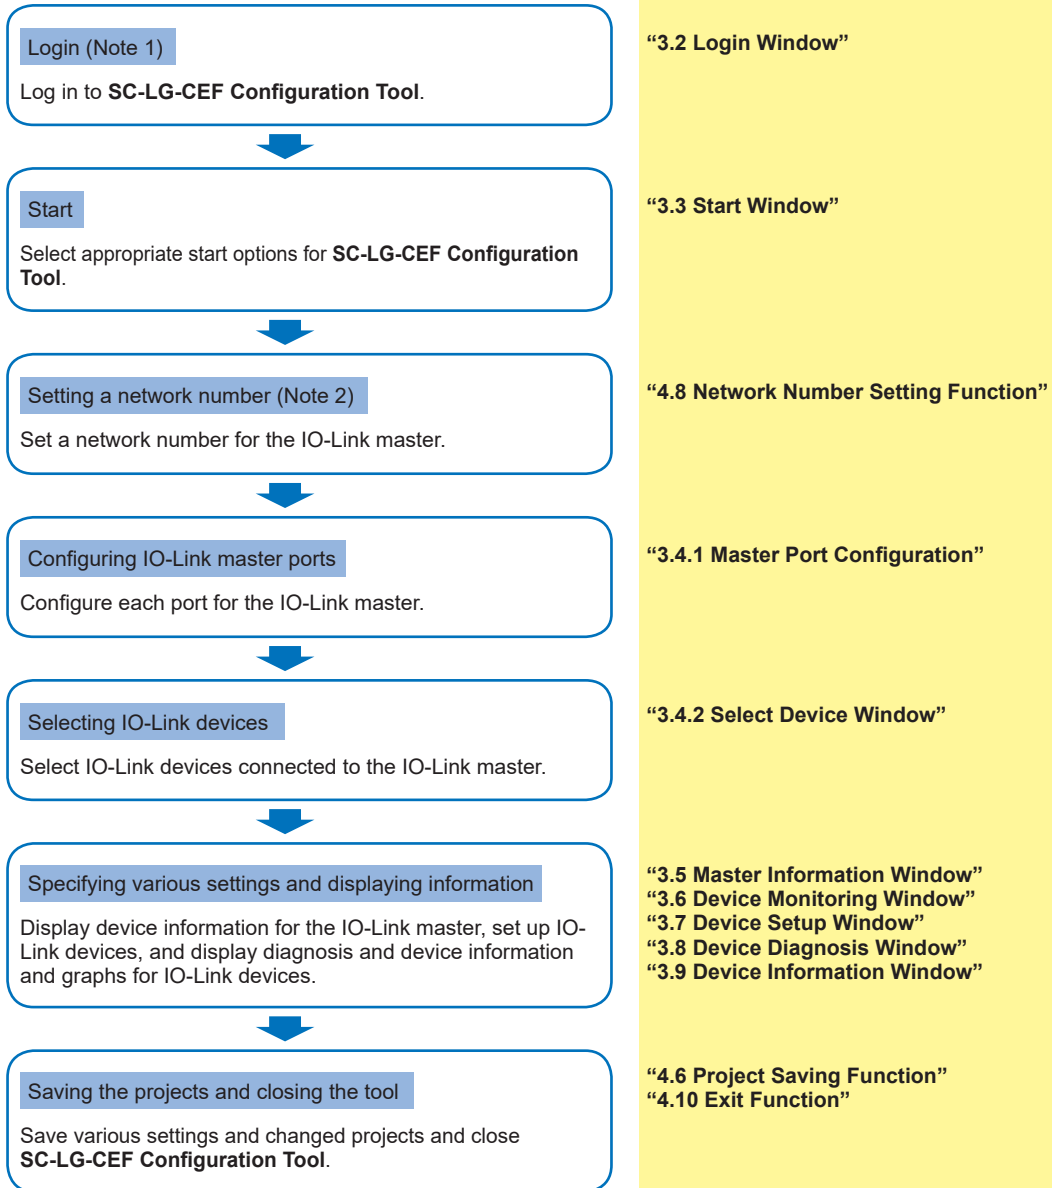 Login (Note 1)
“3.2 Login Window”
Log in to SC-LG-CEF Configuration Tool.
Start
“3.3 Start Window”
Select appropriate start options for SC-LG-CEF Configuration
Tool.
Setting a network number (Note 2)
“4.8 Network Number Setting Function”
Set a network number for the IO-Link master.
Configuring IO-Link master ports
“3.4.1 Master Port Configuration”
Configure each port for the IO-Link master.
Selecting IO-Link devices
“3.4.2 Select Device Window”
Select IO-Link devices connected to the IO-Link master.
Specifying various settings and displaying information
Display device information for the IO-Link master, set up IO-
Link devices, and display diagnosis and device information
and graphs for IO-Link devices.
“3.5 Master Information Window”
“3.6 Device Monitoring Window”
“3.7 Device Setup Window”
“3.8 Device Diagnosis Window”
“3.9 Device Information Window”
Saving the projects and closing the tool
Save various settings and changed projects and close
SC-LG-CEF Configuration Tool.
“4.6 Project Saving Function”
“4.10 Exit Function”